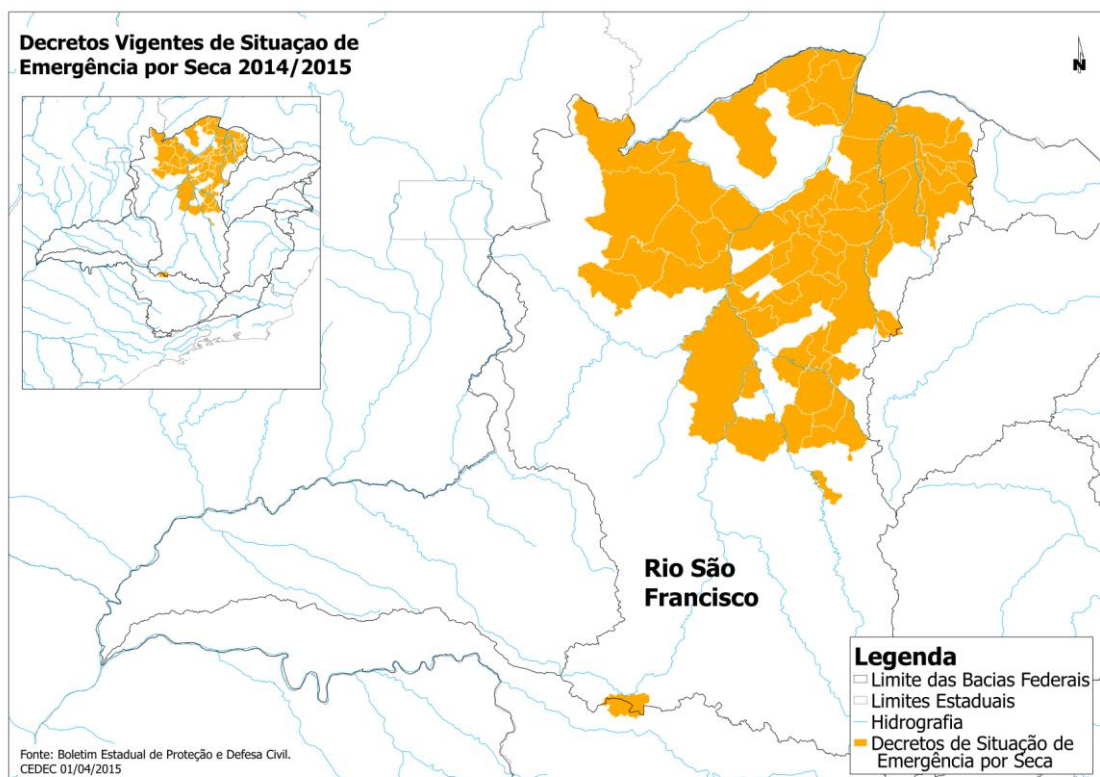 Decretos Vigentes de Situaçao de
Emergência por Seca 2014/2015
N
Rio São
Francisco
Legenda
Limite das Bacias Federais
Limites Estaduais
Hidrografia
Decretos de Situação de
Emergência por Seca
Fonte: Boletim Estadual de Proteção e Defesa Civil.
CEDEC 01/04/2015